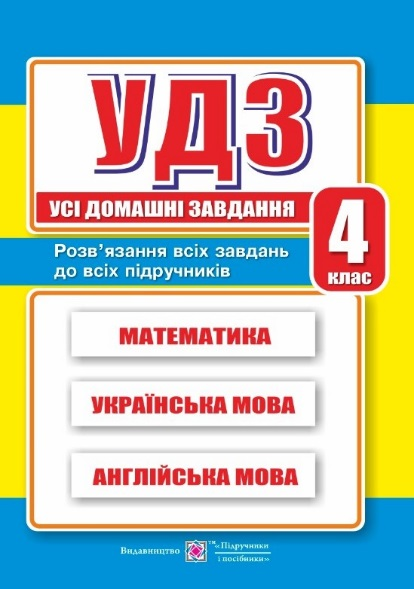 УДЗ
УСІ ДОМАШНІ ЗАВДАННЯ
4
клас
Розв'язання всіх завдань
до всіх підручників
МАТЕМАТИКА
УКРАЇНСЬКА МОВА
АНГЛІЙСЬКА МОВА
Видавництво ТМ «Підручники
і посібники»